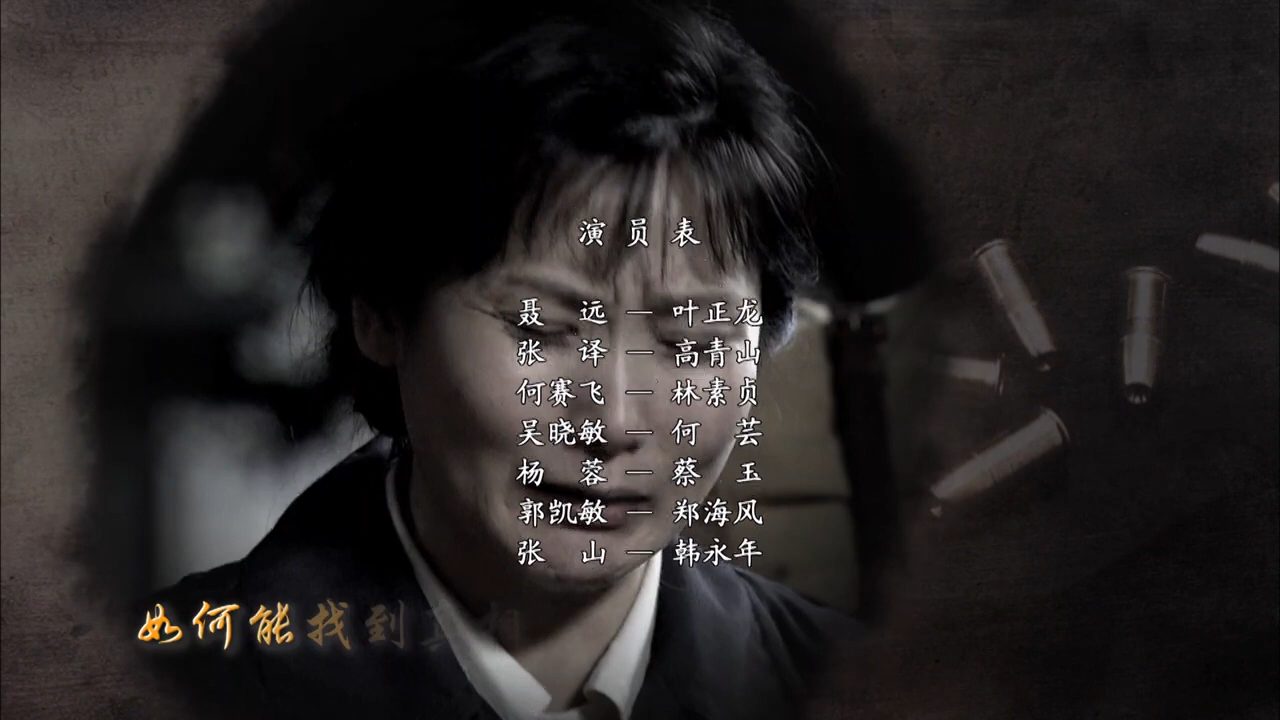 演员表
聂 远 — 叶正龙
张 译 — 高青山
何赛飞 — 林素贞
吴晓敏 — 何 芸
杨 蓉 — 蔡 玉
郭凯敏 — 郑海风
张 山 — 韩永年
如何能找到真相